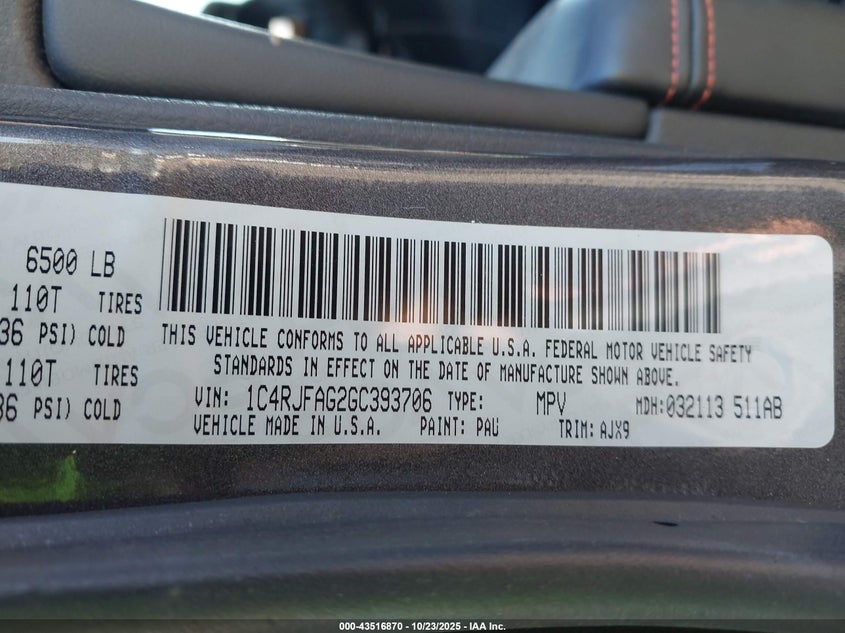 6500 LB
110T TIRES
36 PSI) COLD
110T TIRES
36 PSI) COLD
THIS VEHICLE CONFORMS TO ALL APPLICABLE U.S.A. FEDERAL MOTOR VEHICLE SAFETY
STANDARDS IN EFFECT ON THE DATE OF MANUFACTURE SHOWN ABOVE.
VIN: 1C4RJFAG2GC393706 TYPE: MPV MDH:032113 511AB
VEHICLE MADE IN U.S.A. PAINT: PAU TRIM: AJX9
000-43516870 - 10/23/2025 - IAA Inc.